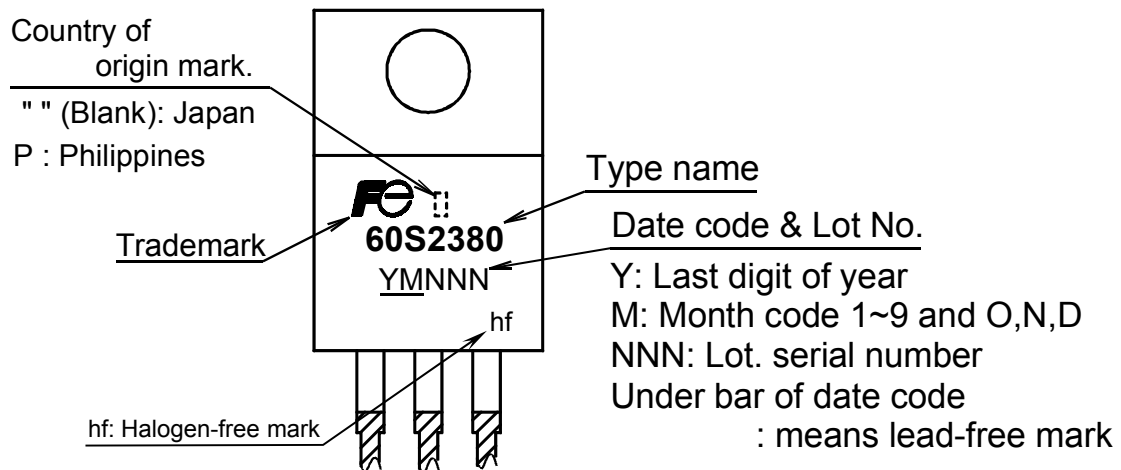 Country of
origin mark.
" " (Blank): Japan
P : Philippines
Trademark
Fe
60S2380
YMNNN
hf
hf: Halogen-free mark
Type name
Date code & Lot No.
Y: Last digit of year
M: Month code 1~9 and O,N,D
NNN: Lot. serial number
Under bar of date code
: means lead-free mark